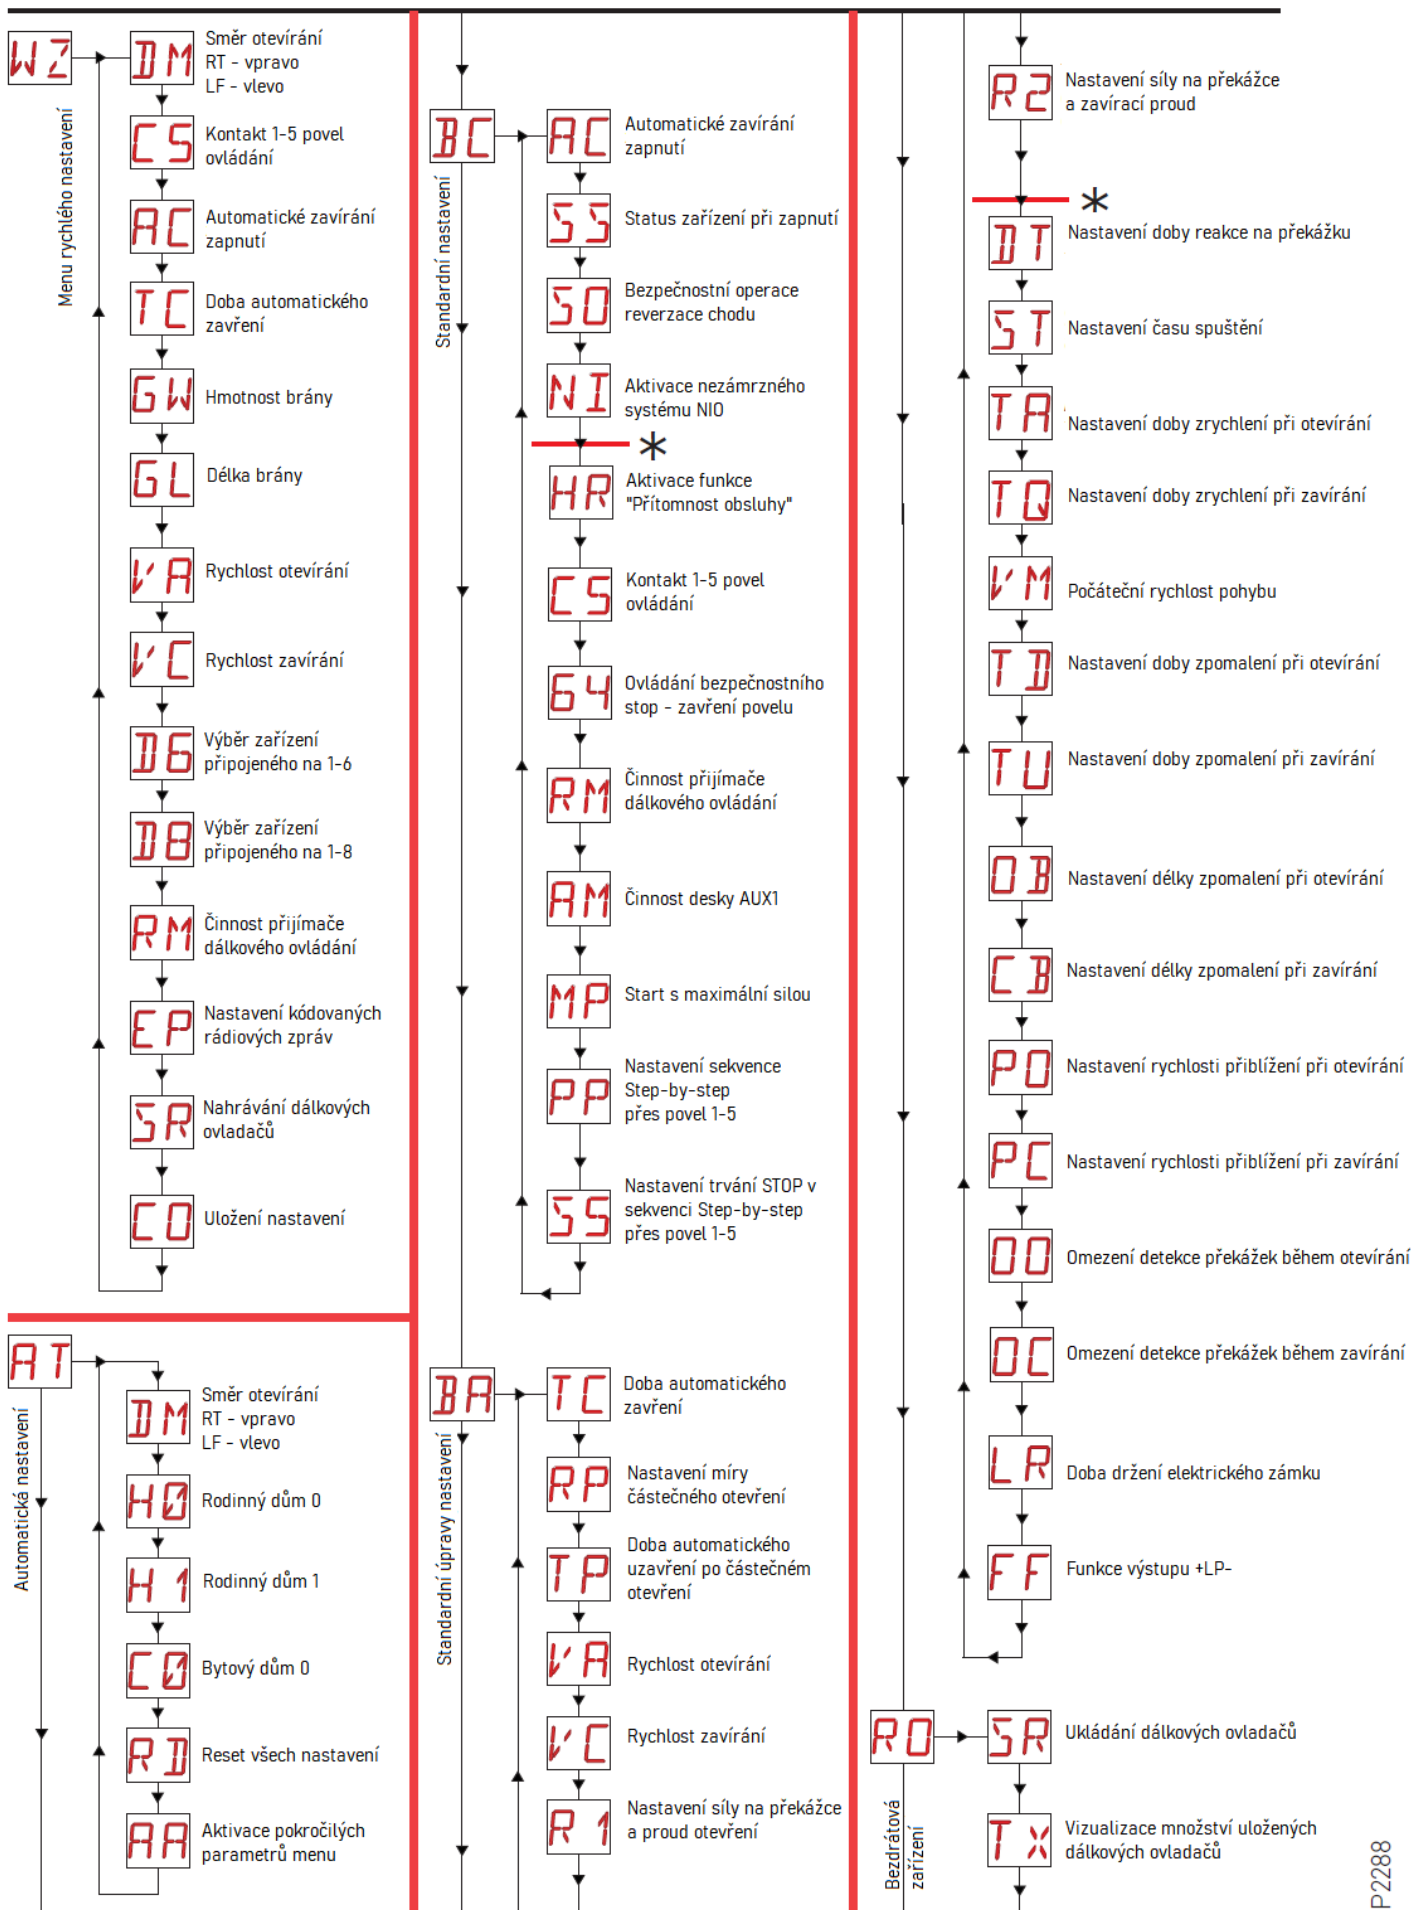 WZ
Menu rychlého nastavení
DM
Směr otevírání
RT - vpravo
LF - vlevo
CS
Kontakt 1-5 povel
ovládání
AC
Automatické zavírání
zapnutí
TC
Doba automatického
zavření
GW
Hmotnost brány
GL
Délka brány
VA
Rychlost otevírání
VC
Rychlost zavírání
D6
Výběr zařízení
připojeného na 1-6
D8
Výběr zařízení
připojeného na 1-8
RM
Činnost přijímače
dálkového ovládání
EP
Nastavení kódovaných
rádiových zpráv
SR
Nahrávání dálkových
ovladačů
CO
Uložení nastavení
AT
Automatická nastavení
DM
Směr otevírání
RT - vpravo
LF - vlevo
H0
Rodinný dům 0
H1
Rodinný dům 1
C0
Bytový dům 0
RD
Reset všech nastavení
AA
Aktivace pokročilých
parametrů menu
BC
Standardní nastavení
AC
Automatické zavírání
zapnutí
SS
Status zařízení při zapnutí
SO
Bezpečnostní operace
reverzace chodu
NI
Aktivace nezámrzného
systému NIO
*
HR
Aktivace funkce
"Přítomnost obsluhy"
CS
Kontakt 1-5 povel
ovládání
64
Ovládání bezpečnostního
stop - zavření povelu
RM
Činnost přijímače
dálkového ovládání
AM
Činnost desky AUX1
MP
Start s maximální silou
PP
Nastavení sekvence
Step-by-step
přes povel 1-5
S5
Nastavení trvání STOP v
sekvenci Step-by-step
přes povel 1-5
BA
Standardní úpravy nastavení
TC
Doba automatického
zavření
RP
Nastavení míry
částečného otevření
TP
Doba automatického
uzavření po částečném
otevření
VA
Rychlost otevírání
VC
Rychlost zavírání
R1
Nastavení síly na překážce
a proud otevření
R2
Nastavení síly na překážce
a zavírací proud
*
DT
Nastavení doby reakce na překážku
ST
Nastavení času spuštění
TA
Nastavení doby zrychlení při otevírání
TQ
Nastavení doby zrychlení při zavírání
VM
Počáteční rychlost pohybu
TD
Nastavení doby zpomalení při otevírání
TU
Nastavení doby zpomalení při zavírání
OB
Nastavení délky zpomalení při otevírání
CB
Nastavení délky zpomalení při zavírání
PO
Nastavení rychlosti přiblížení při otevírání
PC
Nastavení rychlosti přiblížení při zavírání
OO
Omezení detekce překážek během otevírání
OC
Omezení detekce překážek během zavírání
LR
Doba držení elektrického zámku
FF
Funkce výstupu +LP-
RO
Bezdrátová
zařízení
SR
Ukládání dálkových ovladačů
TX
Vizualizace množství uložených
dálkových ovladačů
P2288